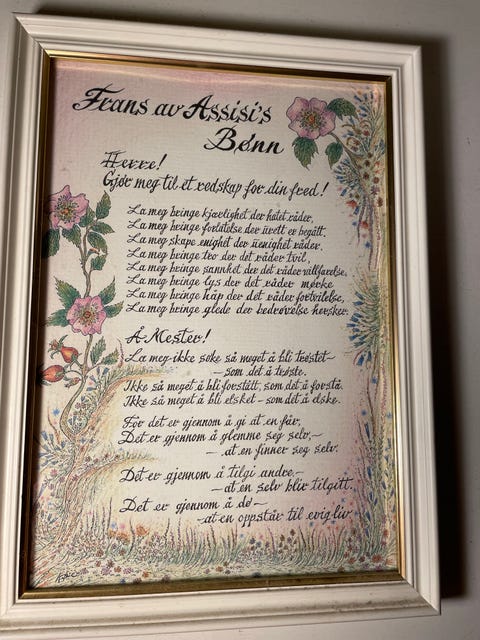 Frans av Assisi's
Bønn
Herre!
Gjør meg til et redskap for din fred!
La meg bringe kjærlighet der hatet råder,
La meg bringe forlatelse der urett er begått,
La meg skape enighet der uenighet råder,
La meg bringe tro der det råder tvil,
La meg bringe sannhet der det råder villfarelse,
La meg bringe lys der det råder mørke
La meg bringe håp der det råder fortvilelse,
La meg bringe glede der bedrøvelse hersker.
Å Mester!
La meg ikke søke så meget å bli trøstet-
-som det å trøste.
Ikke så meget å bli forstått, som det å forstå.
Ikke så meget å bli elsket - som det å elske.
For det er gjennom å gi at en får,
Det er gjennom å glemme seg selv,-
-at en finner seg selv.
Det er gjennom å tilgi andre,-
-at en selv blir tilgitt.
Det er gjennom å dø-
-at en oppstår til evig liv